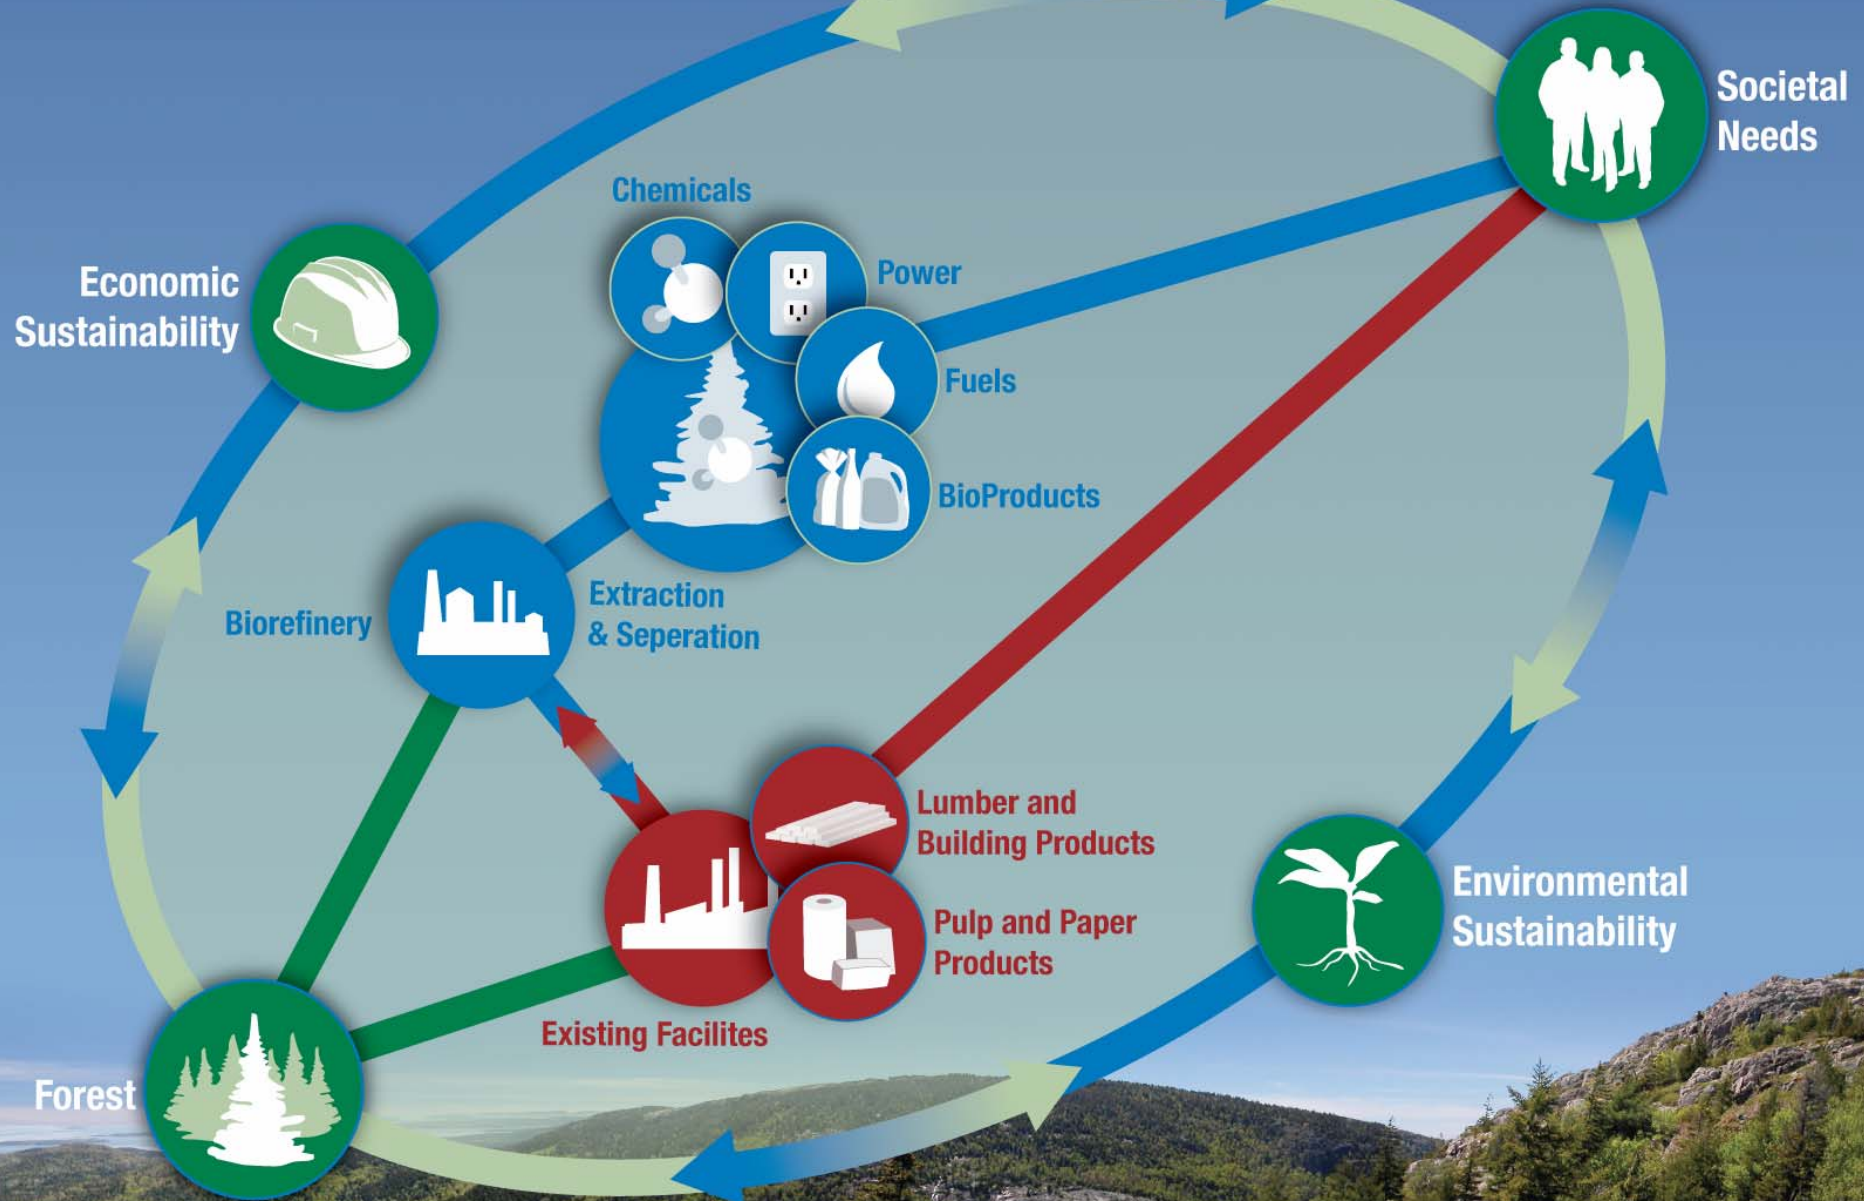 Societal
Needs
Chemicals
Economic
Sustainability
Power
Fuels
BioProducts
Extraction
& Seperation
Biorefinery
Lumber and
Building Products
Environmental
Sustainability
Pulp and Paper
Products
Existing Facilites
Forest